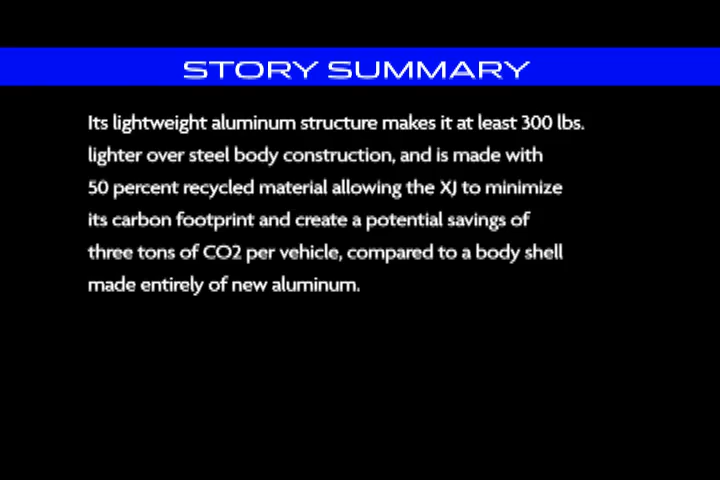 STORY SUMMARY
Its lightweight aluminum structure makes it at least 300 lbs.
lighter over steel body construction, and is made with
50 percent recycled material allowing the XJ to minimize
its carbon footprint and create a potential savings of
three tons of CO2 per vehicle, compared to a body shell
made entirely of new aluminum.